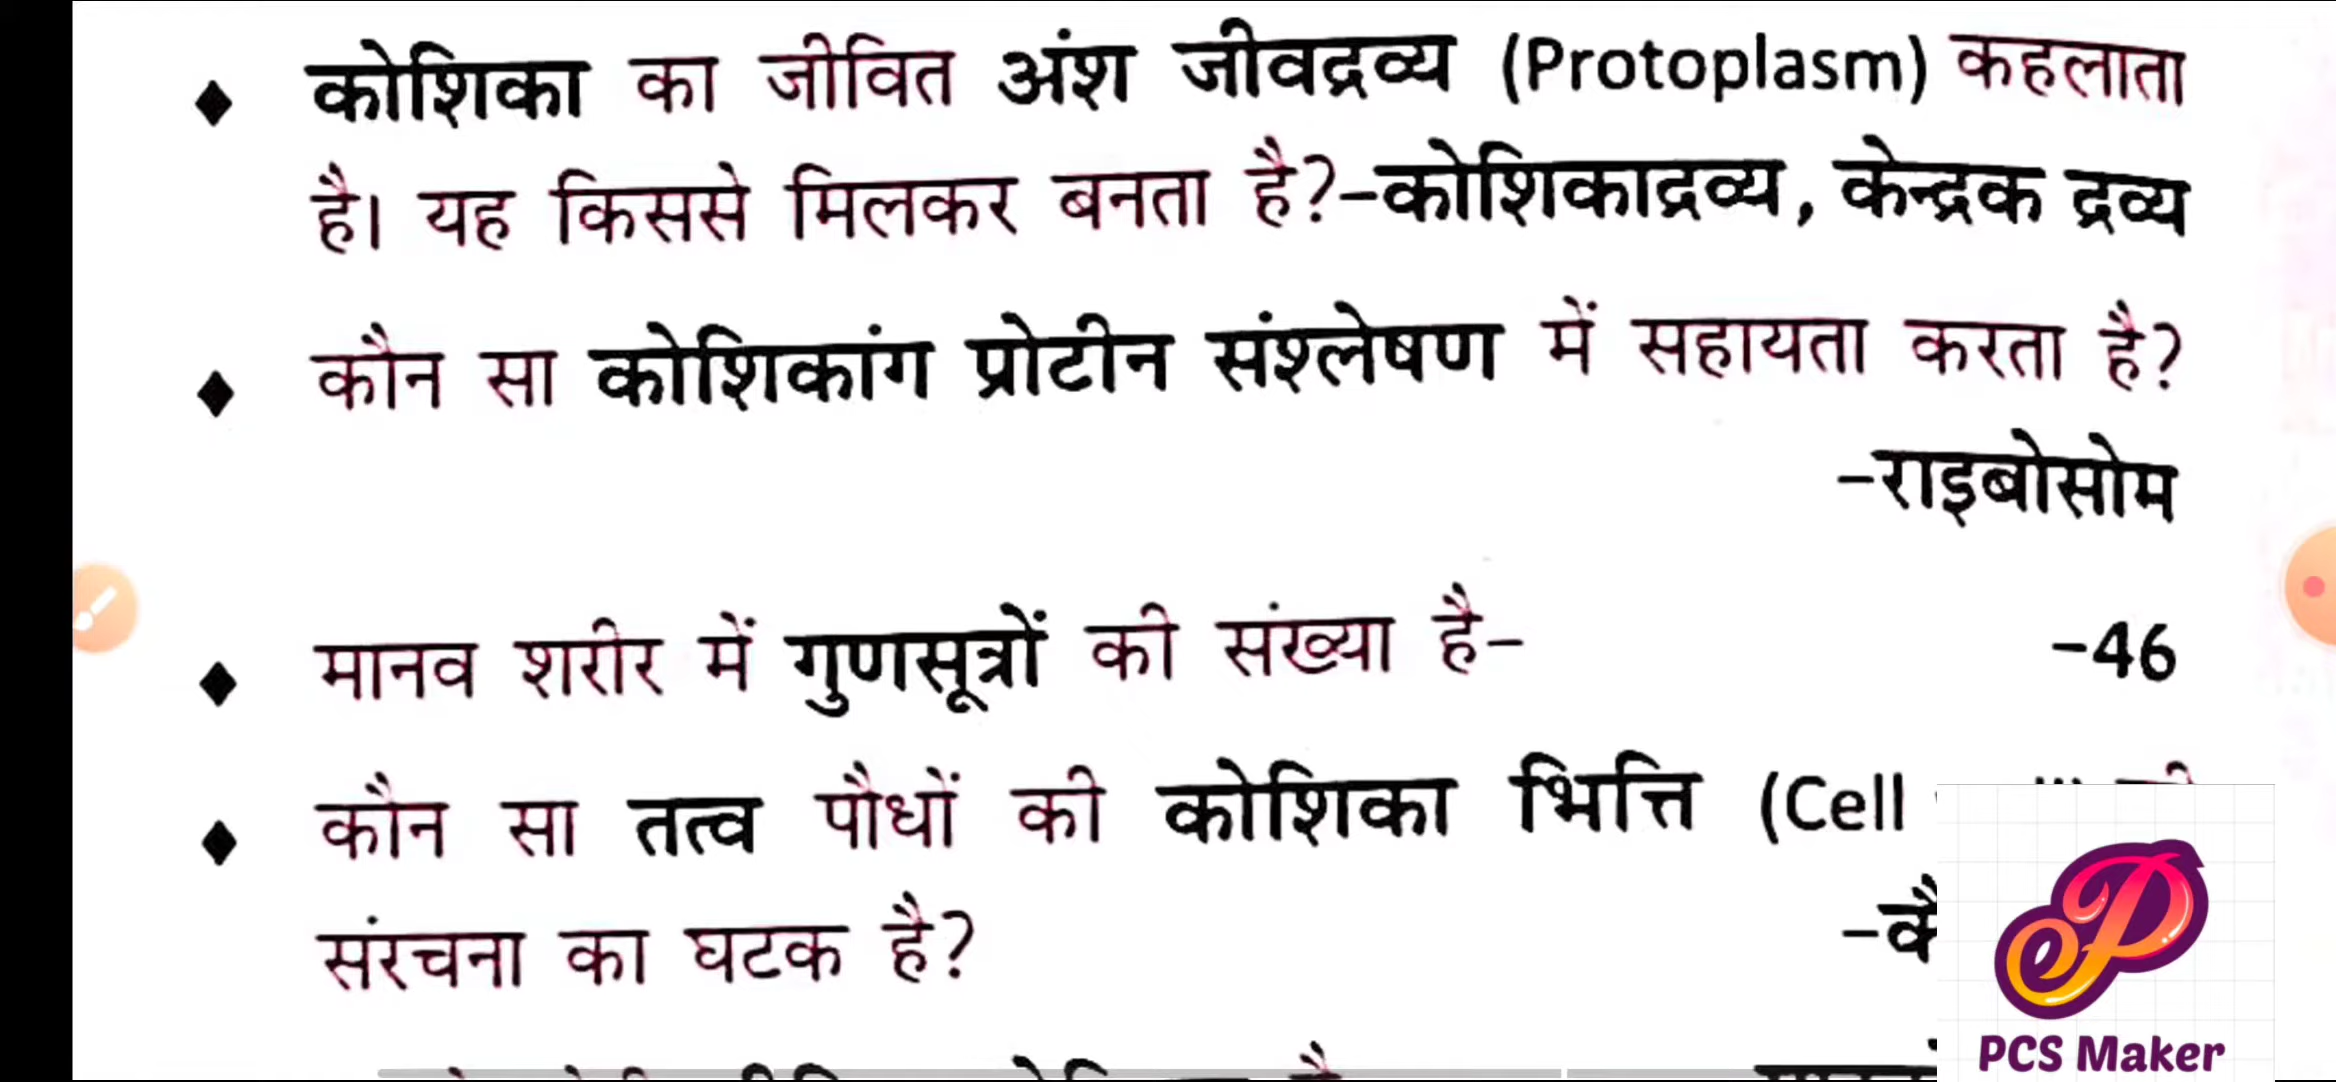 ♦ कोशिका का जीवित अंश जीवद्रव्य (Protoplasm) कहलाता
है। यह किससे मिलकर बनता है?-कोशिकाद्रव्य, केन्द्रक द्रव्य
♦ कौन सा कोशिकांग प्रोटीन संश्लेषण में सहायता करता है?
-राइबोसोम
♦ मानव शरीर में गुणसूत्रों की संख्या है- -46
♦ कौन सा तत्व पौधों की कोशिका भित्ति (Cell
संरचना का घटक है?
PCS Maker